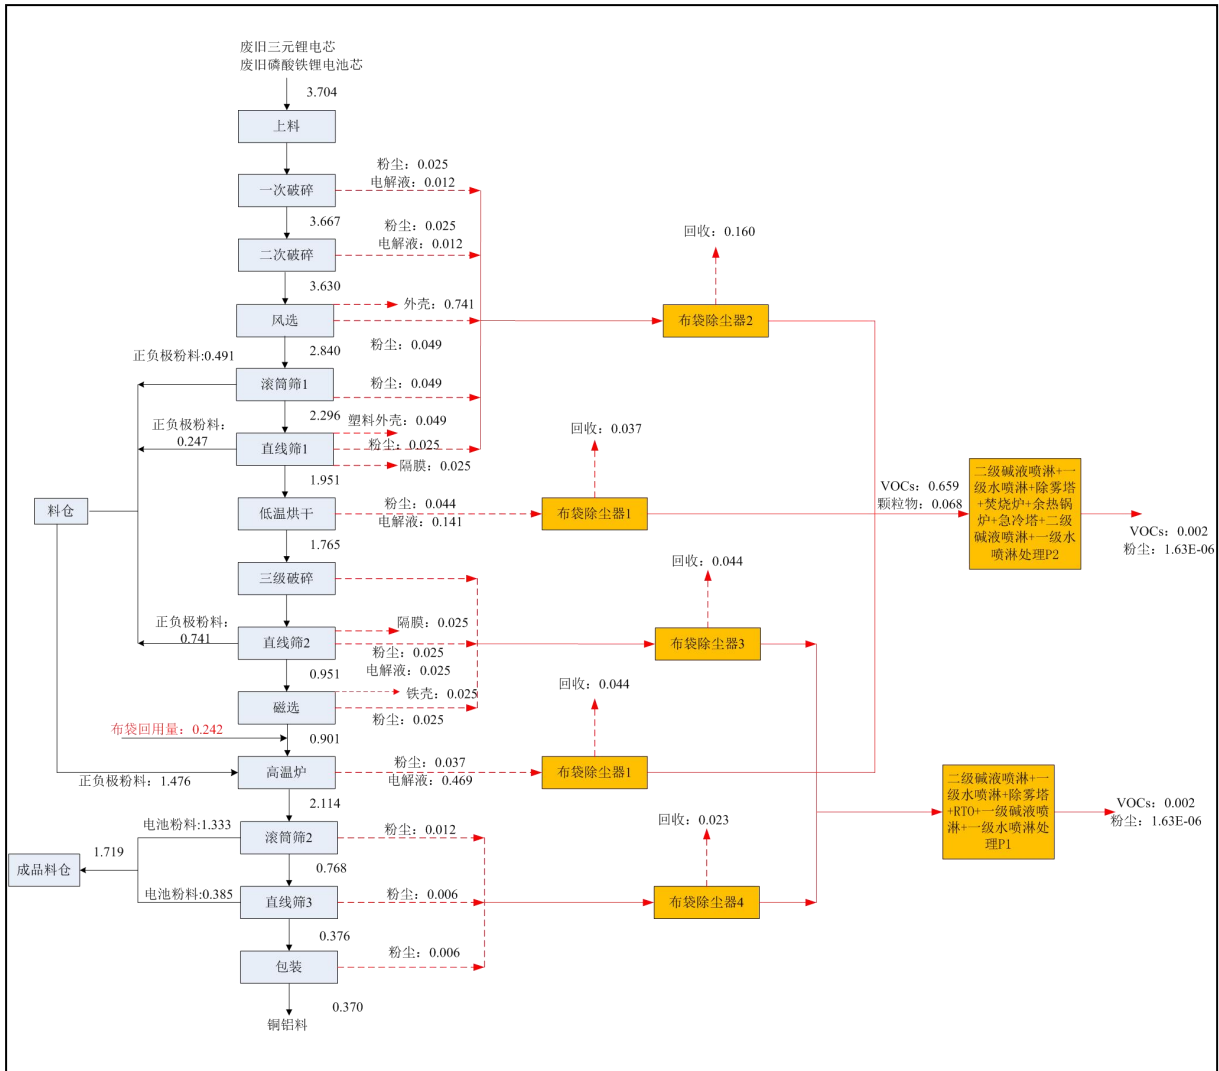 废旧三元锂电芯
废旧磷酸铁锂电池芯
3.704
上料
粉尘：0.025
电解液：0.012
一次破碎
3.667
粉尘：0.025
电解液：0.012
二次破碎
回收：0.160
3.630
外壳：0.741
风选
布袋除尘器2
粉尘：0.049
2.840
正负极粉料:0.491
滚筒筛1
粉尘：0.049
2.296
塑料外壳：0.049
正负极粉料：
0.247
直线筛1
粉尘：0.025
隔膜：0.025
回收：0.037
1.951
料仓
低温烘干
粉尘：0.044
电解液：0.141
布袋除尘器1
VOCs：0.659
颗粒物：0.068
二级碱液喷淋+一
级水喷淋+除雾塔
+焚烧炉+余热锅
炉+急冷塔+二级
碱液喷淋+一级水
喷淋处理P2
VOCs：0.002
粉尘：1.63E-06
1.765
三级破碎
回收：0.044
正负极粉料：
0.741
直线筛2
隔膜：0.025
粉尘：0.025
电解液：0.025
布袋除尘器3
0.951
铁壳：0.025
磁选
粉尘：0.025
回收：0.044
布袋回用量：0.242
0.901
正负极粉料：1.476
高温炉
粉尘：0.037
电解液：0.469
布袋除尘器1
二级碱液喷淋+一
级水喷淋+除雾塔
+RTO+一级碱液喷
淋+一级水喷淋处
理P1
VOCs：0.002
粉尘：1.63E-06
2.114
电池粉料:1.333
滚筒筛2
粉尘：0.012
回收：0.023
1.719
成品料仓
0.768
电池粉料:0.385
直线筛3
粉尘：0.006
布袋除尘器4
0.376
包装
粉尘：0.006
0.370
铜铝料